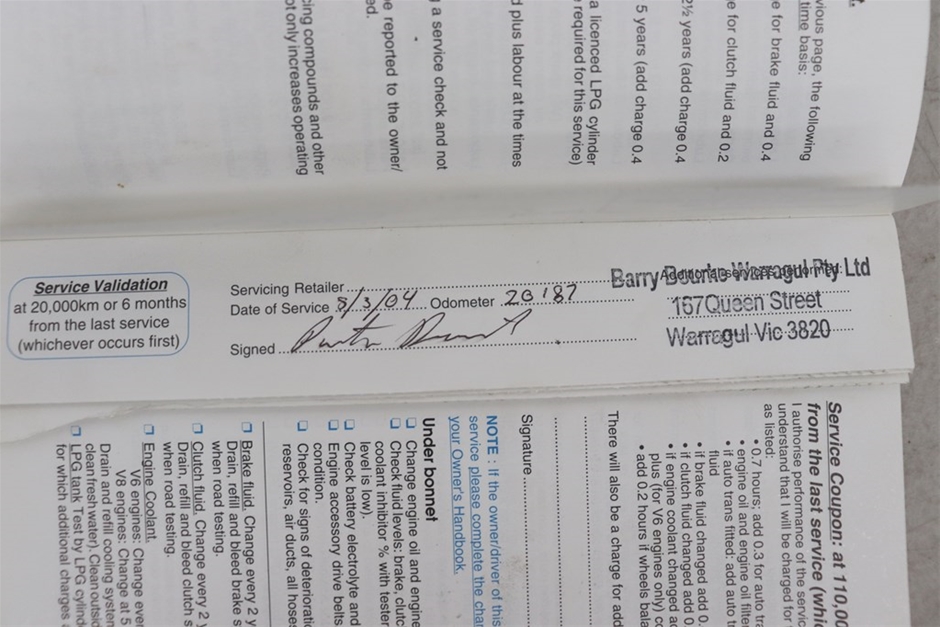 vious page, the following
time basis:
e for brake fluid and 0.4
e for clutch fluid and 0.2
2½ years (add charge 0.4
5 years (add charge 0.4
a licenced LPG cylinder
required for this service)
d plus labour at the times
a service check and not
e reported to the owner/
ed.
ing compounds and other
ot only increases operating
Service Validation
at 20,000km or 6 months
from the last service
(whichever occurs first)
Servicing Retailer
Date of Service 8/3/04 Odometer 20187
Signed
Barry Bourke Warragul Pty Ltd
Additional services performed:
167 Queen Street
Warragul Vic 3820
Service Coupon: at 110,00
from the last service (whic
I authorise performance of the servic
understand that I will be charged for
as listed:
• 0.7 hours; add 0.3 for auto tra
• engine oil and engine oil filter
• if auto trans fitted: add auto t
fluid
• if brake fluid changed add 0.
• if clutch fluid changed add 0.
• if engine coolant changed a
plus (for V6 engines only) c
• add 0.2 hours if wheels bala
There will also be a charge for add
Signature
NOTE : If the owner/driver of this
service please complete the cha
your Owner's Handbook.
Under bonnet
❑ Change engine oil and engine
❑ Check fluid levels: brake, clutc
coolant inhibitor % with tester
level is low).
❑ Check battery electrolyte and
❑ Engine accessory drive belts
condition.
❑ Check for signs of deterioratio
reservoirs, air ducts, all hoses
❑ Brake fluid. Change every 2 y
Drain, refill and bleed brake s
when road testing.
❑ Clutch fluid. Change every 2 y
Drain, refill and bleed clutch s
when road testing.
❑ Engine Coolant.
V6 engines: Change ever
V8 engines: Change at 5
Drain and refill cooling system
clean freshwater). Clean outsid
❑ LPG tank. Test by LPG cylinde
for which additional charges a